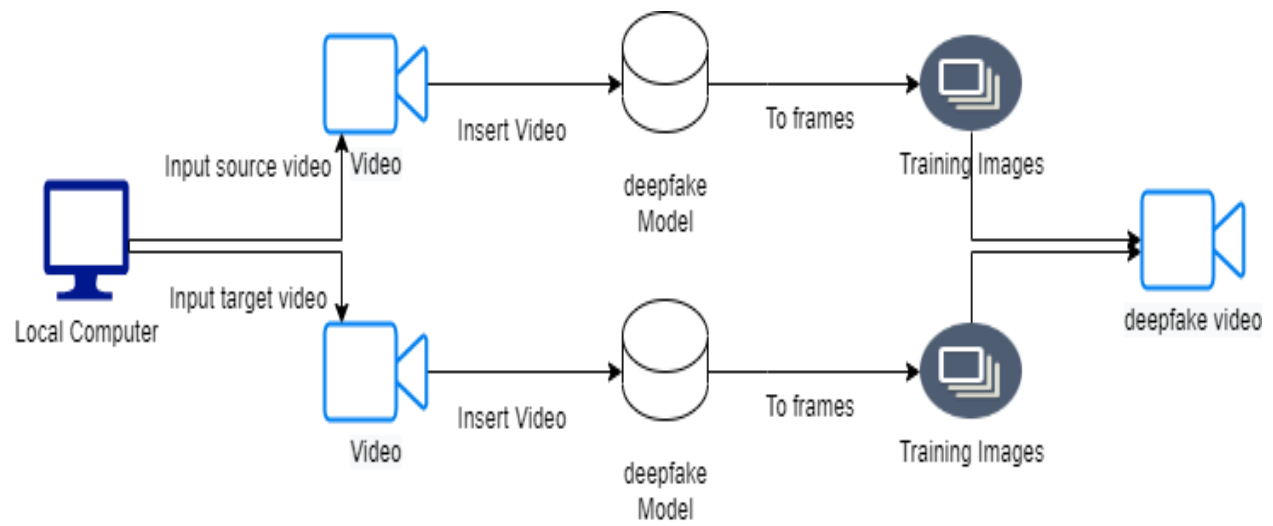 Insert Video
To frames
Input source video
Video
Training Images
deepfake
Model
Input target video
Local Computer
deepfake video
Insert Video
To frames
Video
Training Images
deepfake
Model